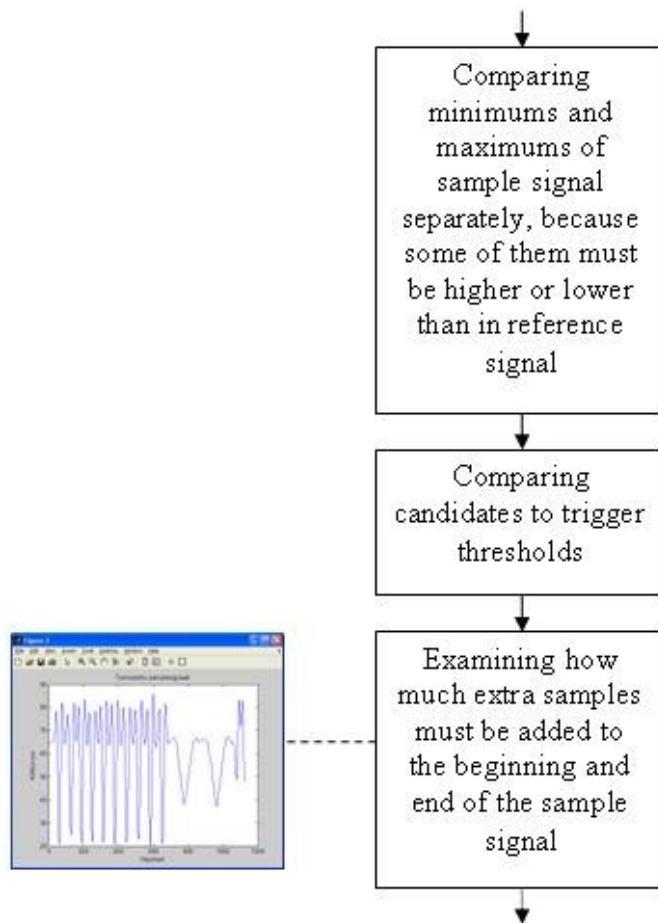 Comparing
minimums and
maximums of
sample signal
separately, because
some of them must
be higher or lower
than in reference
signal
Comparing
candidates to trigger
thresholds
Examining how
much extra samples
must be added to
the beginning and
end of the sample
signal